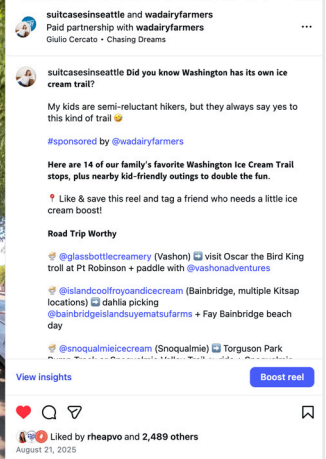 suitcasesinseattle and wadairyfarmers
Paid partnership with wadairyfarmers
Giulio Cercato • Chasing Dreams
suitcasesinseattle Did you know Washington has its own ice
cream trail?
My kids are semi-reluctant hikers, but they always say yes to
this kind of trail 🤣
#sponsored by @wadairyfarmers
Here are 14 of our family's favorite Washington Ice Cream Trail
stops, plus nearby kid-friendly outings to double the fun.
📍 Like & save this reel and tag a friend who needs a little ice
cream boost!
Road Trip Worthy
🍨 @glassbottlecreamery (Vashon) ➡️ visit Oscar the Bird King
troll at Pt Robinson + paddle with @vashonadventures
🍨 @islandcoolfroyoandicecream (Bainbridge, multiple Kitsap
locations) ➡️ dahlia picking
@bainbridgeislandsuyematsufarms + Fay Bainbridge beach
day
🍨 @snoqualmieicecream (Snoqualmie) ➡️ Torguson Park
View insights
Boost reel
Liked by rheapvo and 2,489 others
August 21, 2025